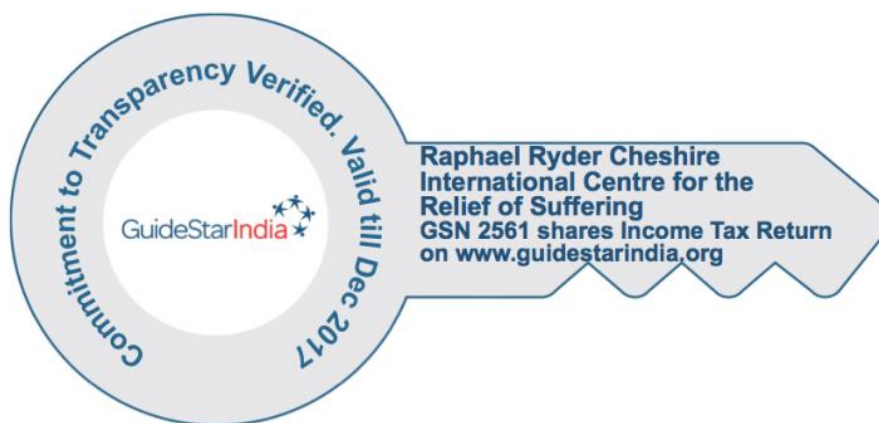 Commitment to Transparency Verified. Valid till Dec 2017
GuideStarIndia
Raphael Ryder Cheshire
International Centre for the
Relief of Suffering
GSN 2561 shares Income Tax Return
on www.guidestarindia.org